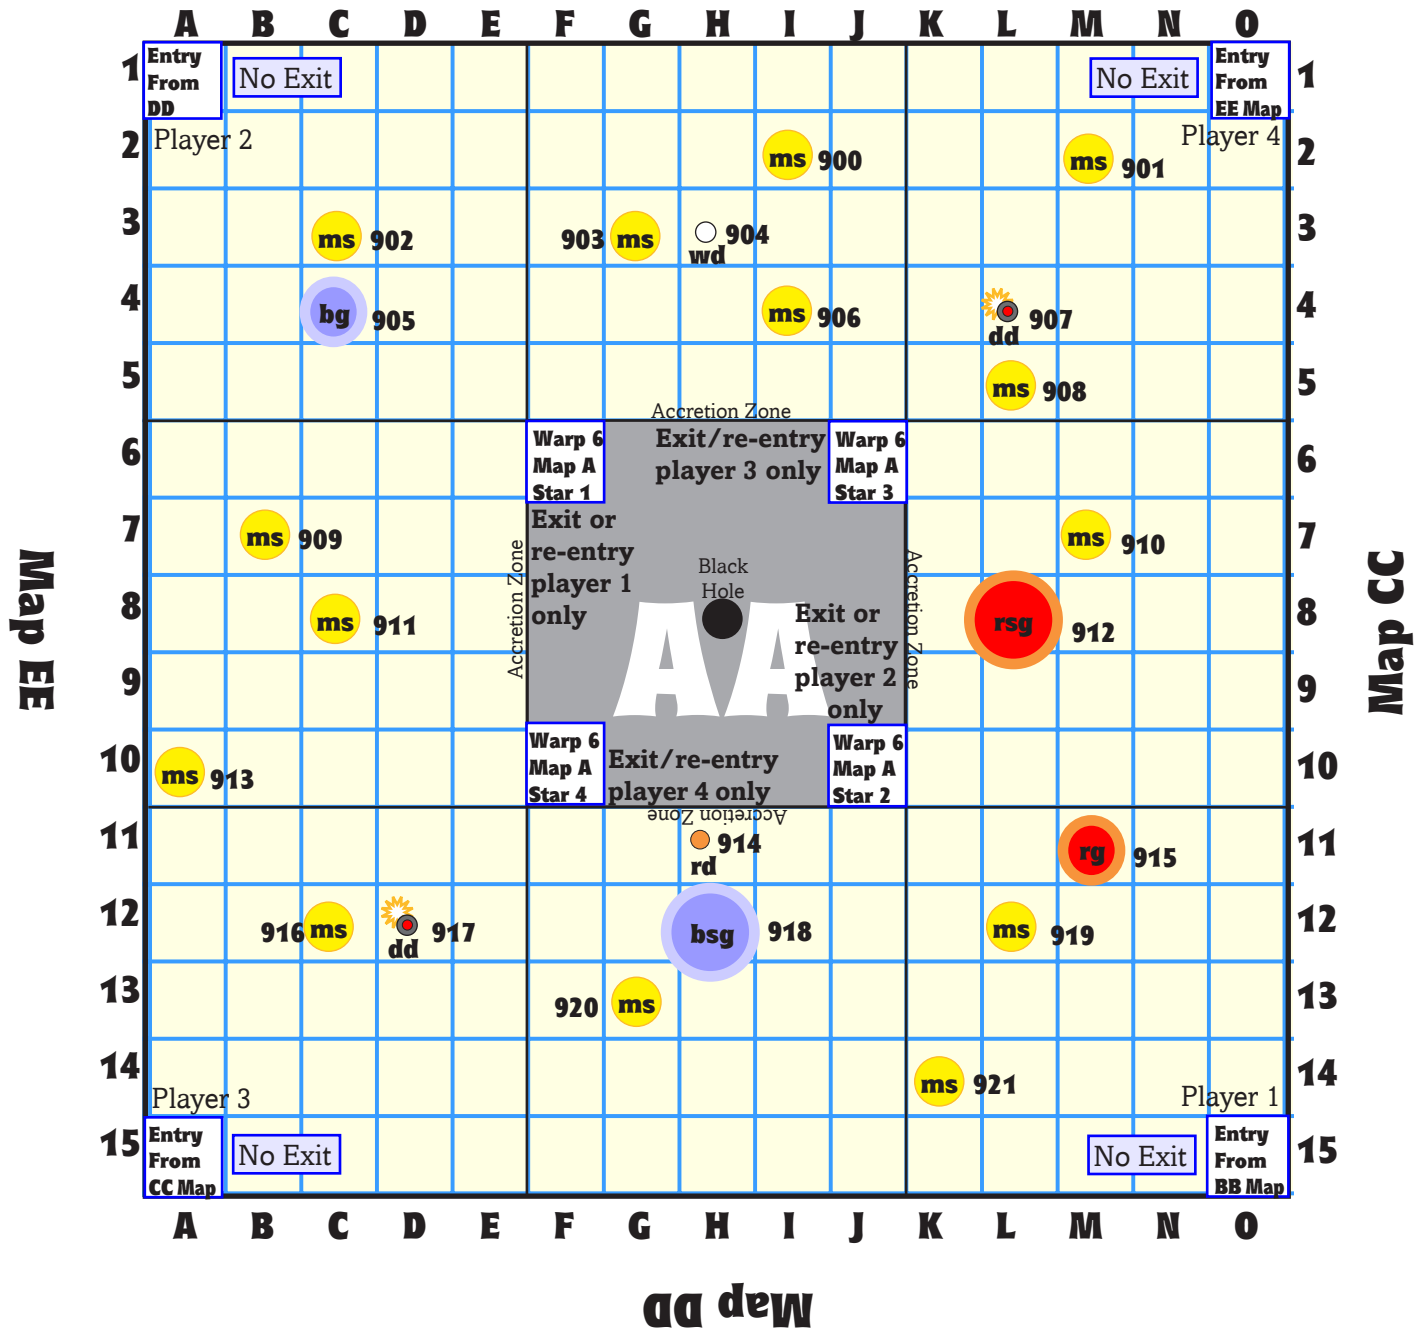 A B C D E F G H I J K L M N O
1 Entry From DD No Exit No Exit Entry From EE Map 1
Player 2 Player 4
2 ms 900 ms 901 2
3 ms 902 903 ms 904 wd 3
4 bg 905 ms 906 907 dd 4
5 ms 908 5
Accretion Zone
6 Warp 6 Map A Star 1 Exit/re-entry player 3 only Warp 6 Map A Star 3 6
7 ms 909 Exit or re-entry player 1 only ms 910 7
Accretion Zone
Accretion Zone
Black
Hole
8 ms 911 rsg 912 8
Exit or
re-entry
player 2
only
AA
9 9
Map EE
Map CC
10 ms 913 Warp 6 Map A Star 4 Exit/re-entry player 4 only Warp 6 Map A Star 2 10
Accretion Zone
11 914 rd rg 915 11
12 916 ms dd 917 bsg 918 ms 919 12
13 920 ms 13
14 ms 921 14
Player 3 Player 1
15 Entry From CC Map No Exit No Exit Entry From BB Map 15
A B C D E F G H I J K L M N O
Map DD